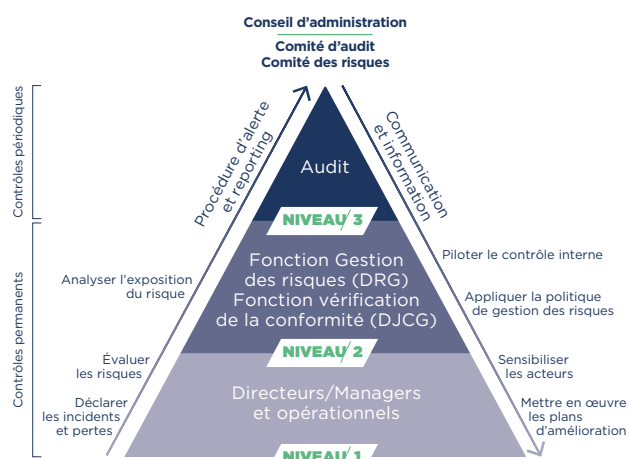 Conseil d’administration
Comité d’audit
Comité des risques
Contrôles périodiques
Procédure d’alerte
et reporting
Communication
et information
Audit
NIVEAU 3
Contrôles permanents
Analyser l’exposition
du risque
Évaluer
les risques
Déclarer
les incidents
et pertes
Fonction Gestion
des risques (DRG)
Fonction vérification
de la conformité (DJCG)
NIVEAU 2
Directeurs/Managers
et opérationnels
NIVEAU 1
Piloter le contrôle interne
Appliquer la politique
de gestion des risques
Sensibiliser
les acteurs
Mettre en œuvre
les plans
d’amélioration